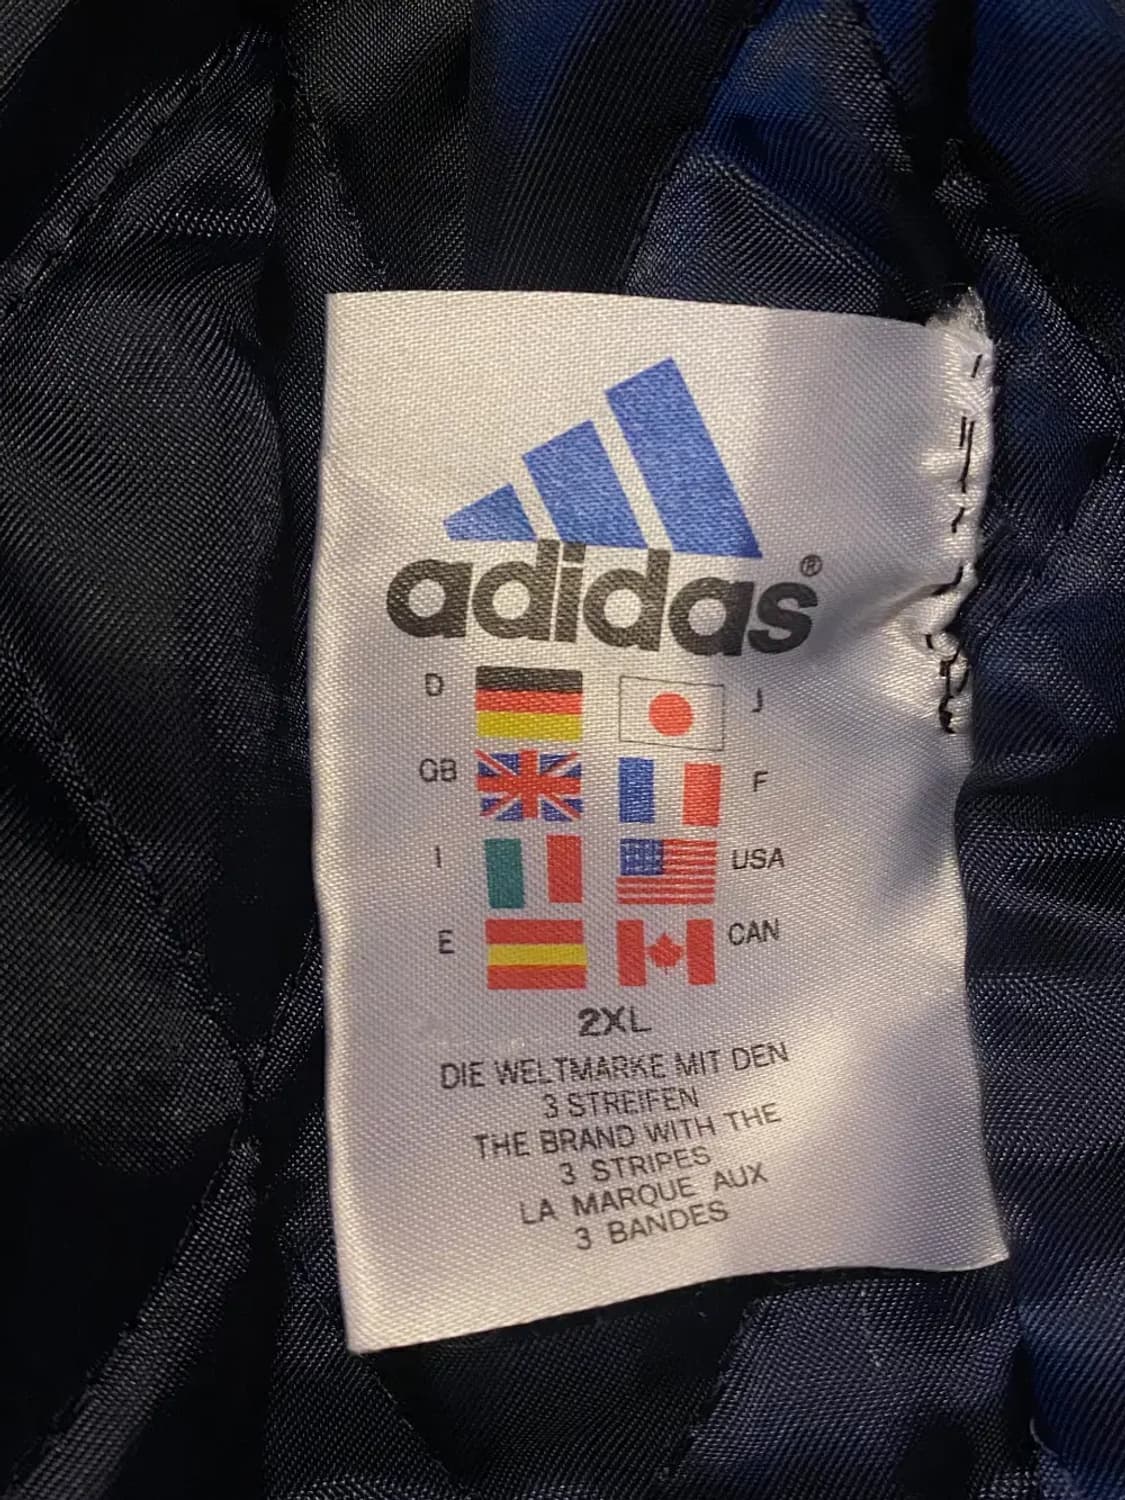 adidas®
D J
GB F
I USA
E CAN
2XL
DIE WELTMARKE MIT DEN
3 STREIFEN
THE BRAND WITH THE
3 STRIPES
LA MARQUE AUX
3 BANDES